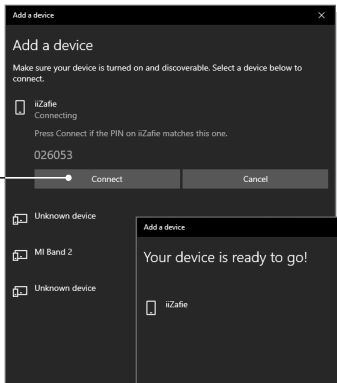 Add a device
Add a device
Make sure your device is turned on and discoverable. Select a device below to
connect.
iiZafie
Connecting
Press Connect if the PIN on iiZafie matches this one.
026053
Connect Cancel
Unknown device
MI Band 2
Unknown device
Add a device
Your device is ready to go!
iiZafie